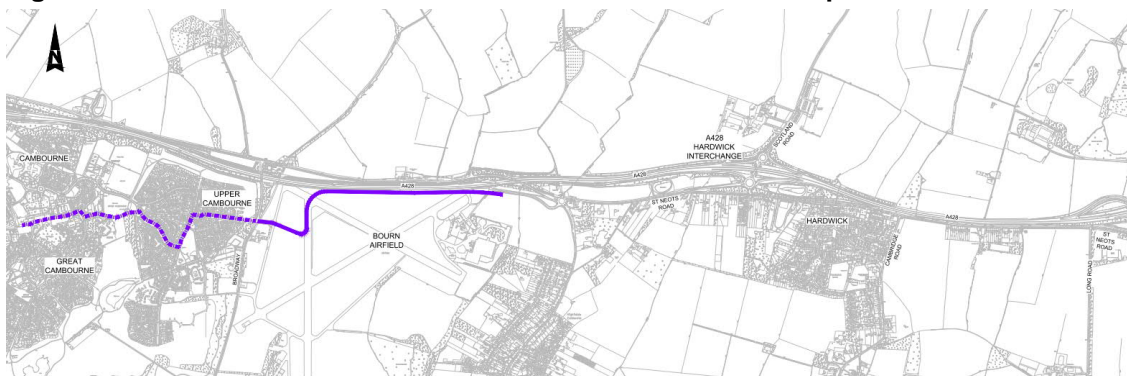 N
A428
HARDWICK
INTERCHANGE
SCOTLAND
ROAD
CAMBOURNE
A428
UPPER
CAMBOURNE
A428
ST NEOTS
ROAD
HARDWICK
A428
BOURN
AIRFIELD
GREAT
CAMBOURNE
BROADWAY
CAMBRIDGE
ROAD
ST
NEOTS
ROAD
LONG ROAD